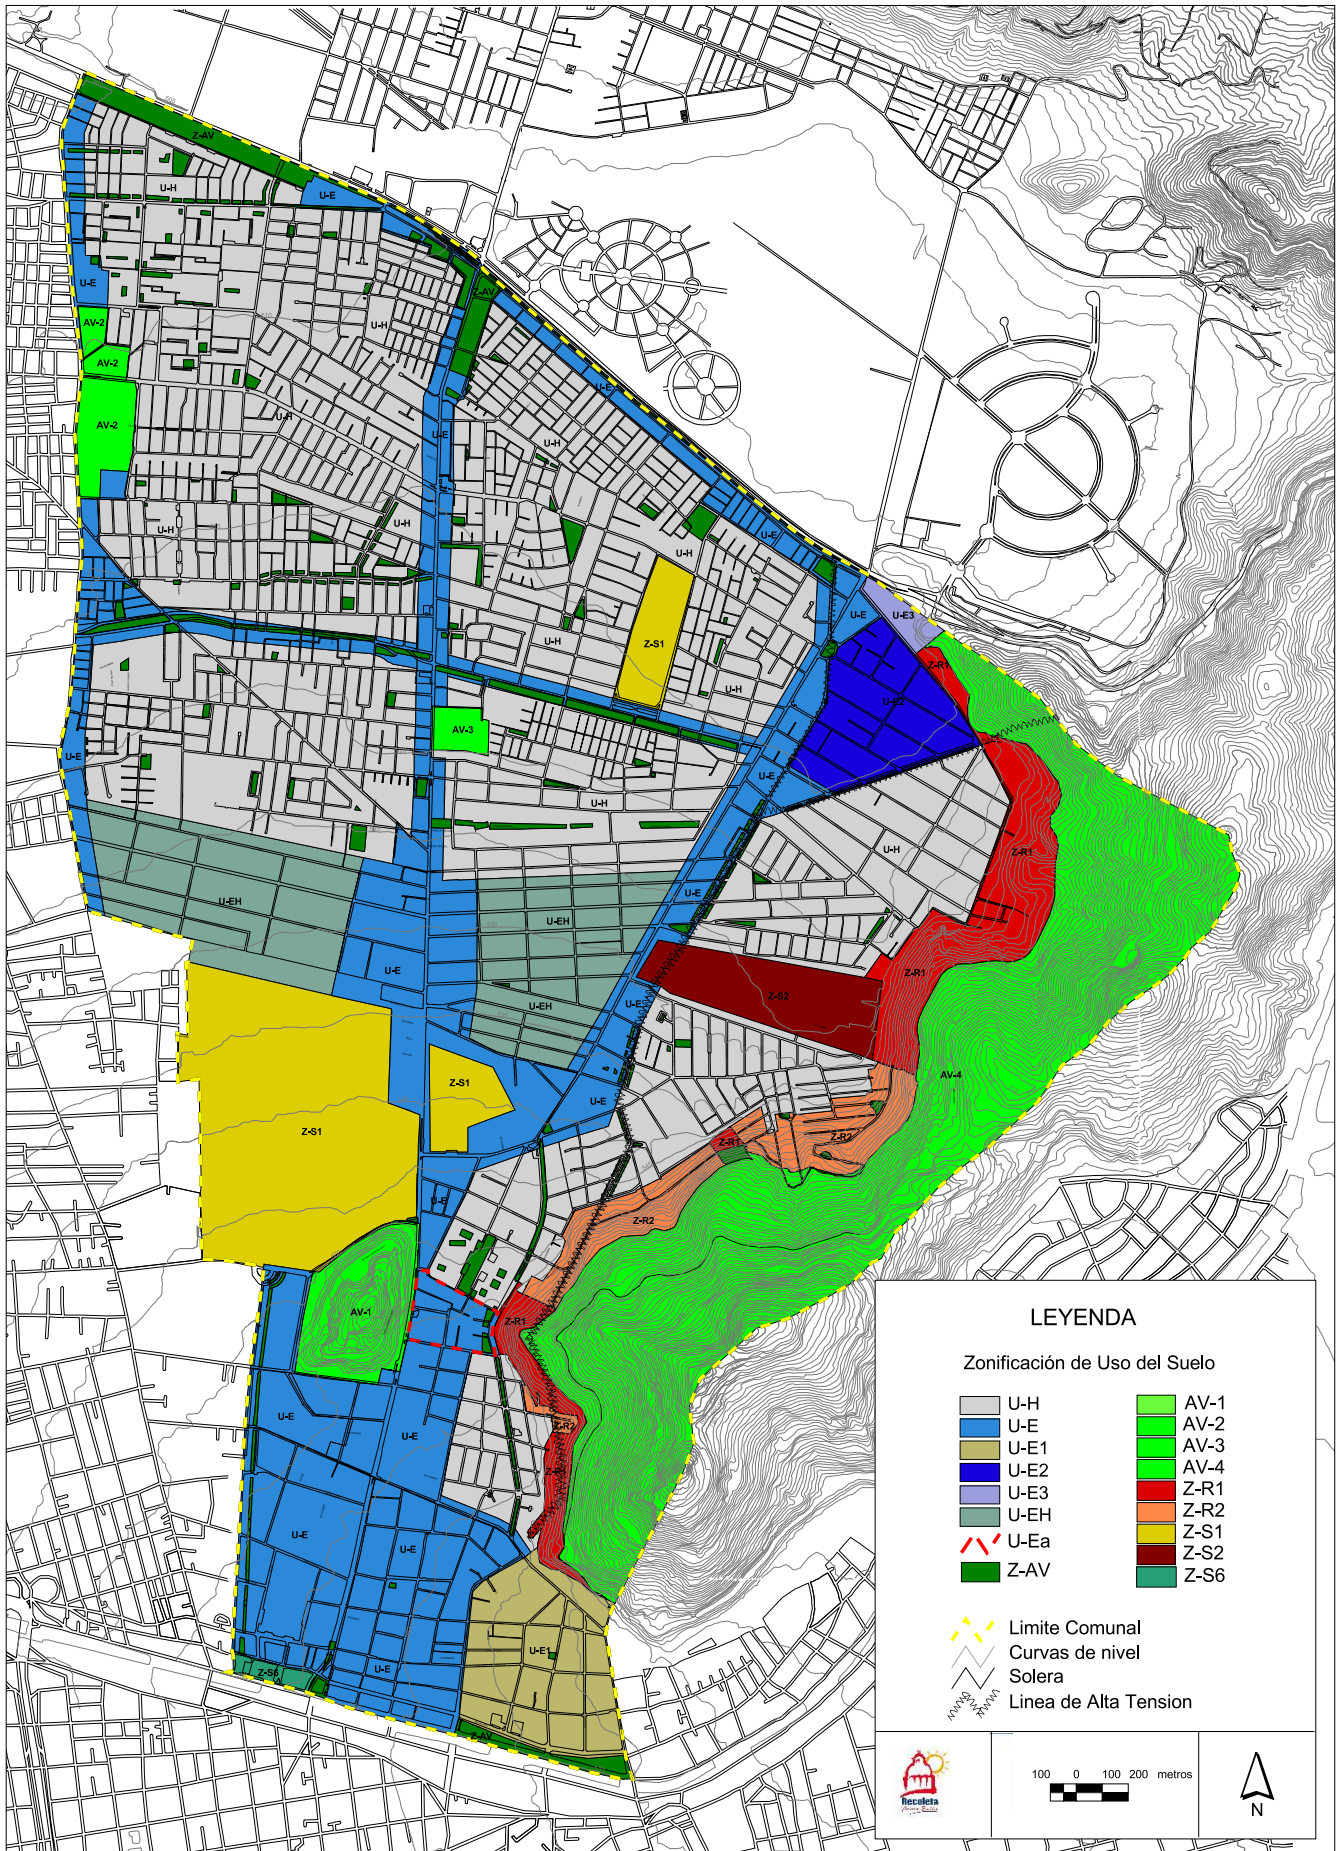 Z-AV
U-H
U-E
U-E
Z-AV
AV-2
U-H
AV-2
U-E
U-H
AV-2
U-E
U-H
U-H
U-H
U-E
U-H
U-E
U-E3
U-H
Z-S1
Z-R1
U-H
U-E2
AV-3
U-E
U-E
U-H
U-H
Z-R1
U-E
U-EH
U-EH
U-E
Z-R1
Z-S2
U-E
U-EH
AV-4
Z-S1
U-E
Z-S1
Z-R1
Z-R2
U-E
Z-R2
AV-1
Z-R1
U-E
U-E
Z-R2
U-E
U-E
U-E1
U-E
Z-S6
Z-AV
LEYENDA
Zonificación de Uso del Suelo
U-H
U-E
U-E1
U-E2
U-E3
U-EH
U-Ea
Z-AV
AV-1
AV-2
AV-3
AV-4
Z-R1
Z-R2
Z-S1
Z-S2
Z-S6
Limite Comunal
Curvas de nivel
Solera
Linea de Alta Tension
Recoleta
100 0 100 200 metros
N